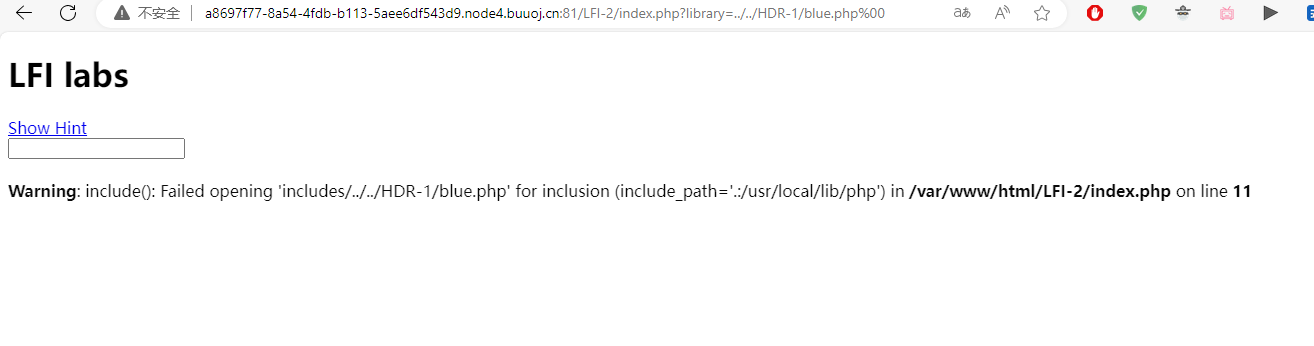 不安全 a8697f77-8a54-4fdb-b113-5aee6df543d9.node4.buuoj.cn:81/LFI-2/index.php?library=../../HDR-1/blue.php%00 aあ A
LFI labs
Show Hint
Warning: include(): Failed opening 'includes/../../HDR-1/blue.php' for inclusion (include_path='.:/usr/local/lib/php') in /var/www/html/LFI-2/index.php on line 11